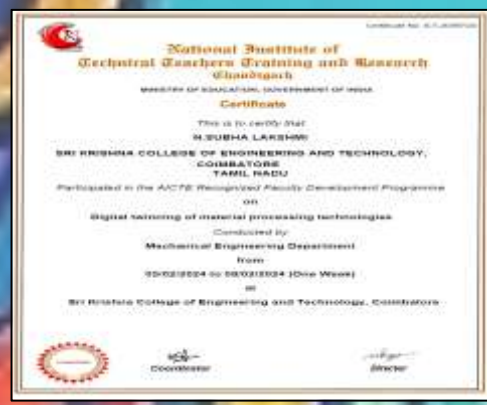 Certificate No.
National Institute of
Technical Teachers Training and Research
Chandigarh
MINISTRY OF EDUCATION, GOVERNMENT OF INDIA
Certificate
This is to certify that
N.SUBHA LAKSHMI
SRI KRISHNA COLLEGE OF ENGINEERING AND TECHNOLOGY,
COIMBATORE
TAMIL NADU
Participated in the AICTE Recognized Faculty Development Programme
on
Digital twinning of material processing technologies
Conducted by
Mechanical Engineering Department
from
to (One Week)
at
Sri Krishna College of Engineering and Technology, Coimbatore
Coordinator
Director